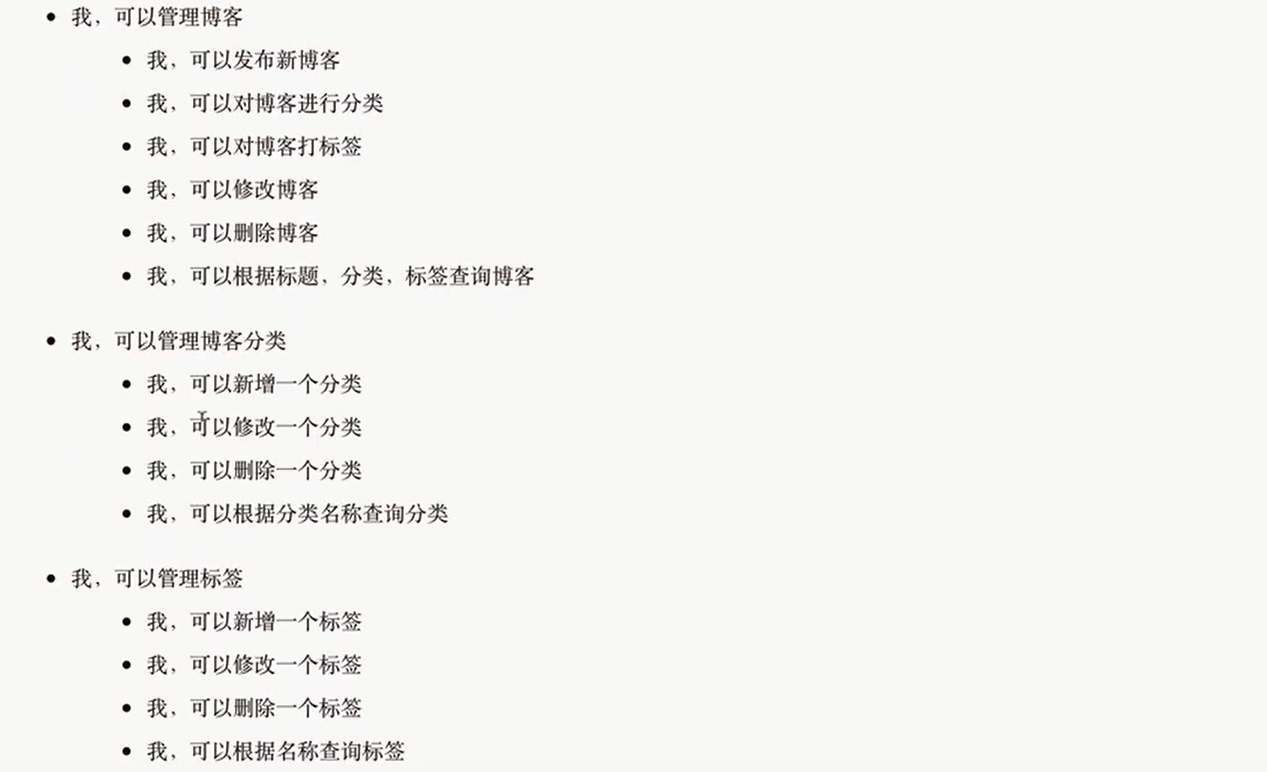 我，可以管理博客
我，可以发布新博客
我，可以对博客进行分类
我，可以对博客打标签
我，可以修改博客
我，可以删除博客
我，可以根据标题，分类，标签查询博客
我，可以管理博客分类
我，可以新增一个分类
我，可以修改一个分类
我，可以删除一个分类
我，可以根据分类名称查询分类
我，可以管理标签
我，可以新增一个标签
我，可以修改一个标签
我，可以删除一个标签
我，可以根据名称查询标签